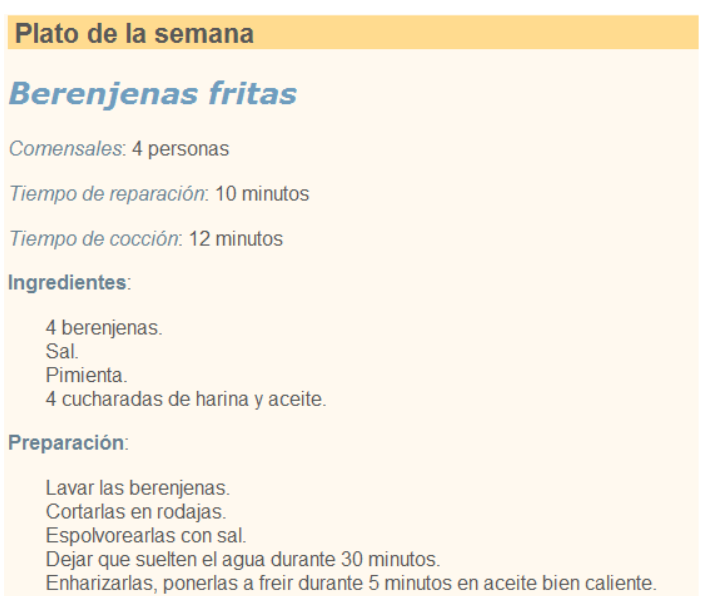 Plato de la semana
Berenjenas fritas
Comensales: 4 personas
Tiempo de reparación: 10 minutos
Tiempo de cocción: 12 minutos
Ingredientes:
4 berenjenas.
Sal.
Pimienta.
4 cucharadas de harina y aceite.
Preparación:
Lavar las berenjenas.
Cortarlas en rodajas.
Espolvorearlas con sal.
Dejar que suelten el agua durante 30 minutos.
Enharizarlas, ponerlas a freir durante 5 minutos en aceite bien caliente.